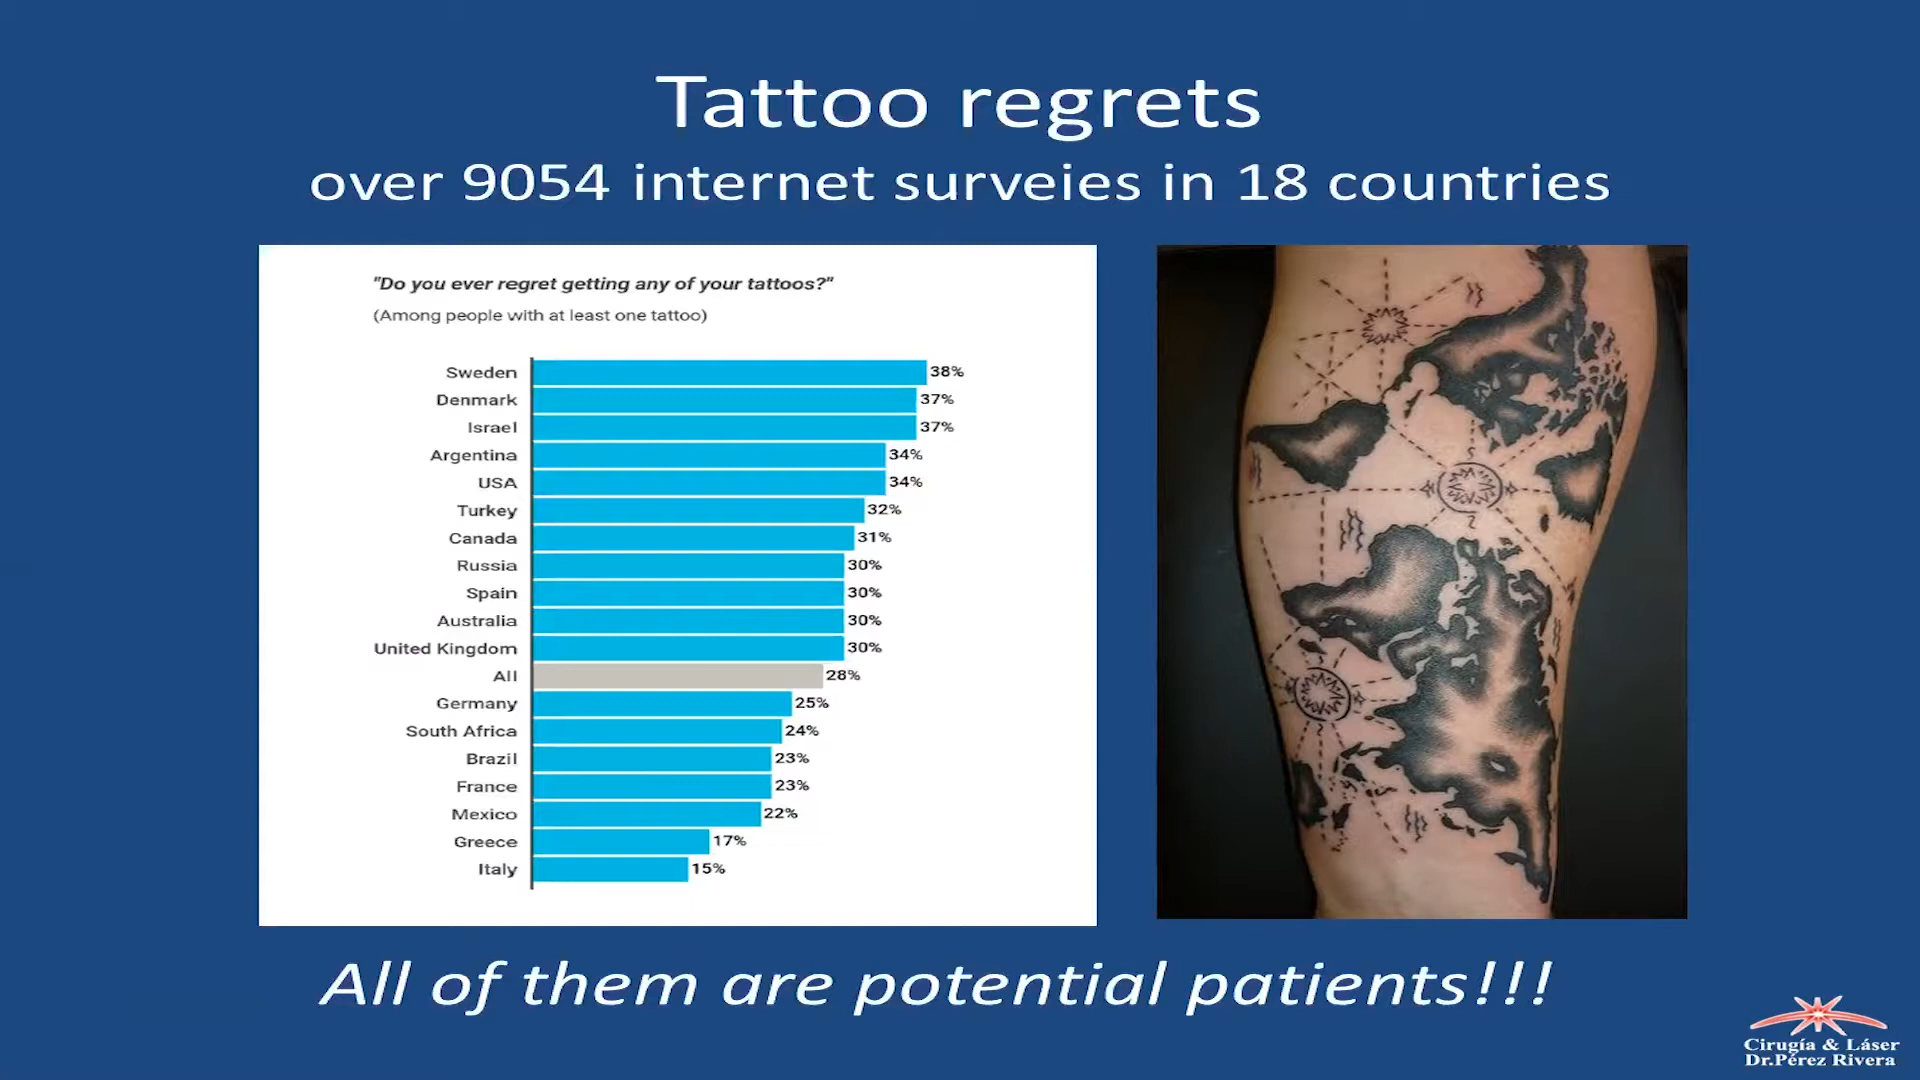 Tattoo regrets
over 9054 internet surveies in 18 countries
"Do you ever regret getting any of your tattoos?"
(Among people with at least one tattoo)
Sweden 38%
Denmark 37%
Israel 37%
Argentina 34%
USA 34%
Turkey 32%
Canada 31%
Russia 30%
Spain 30%
Australia 30%
United Kingdom 30%
All 28%
Germany 25%
South Africa 24%
Brazil 23%
France 23%
Mexico 22%
Greece 17%
Italy 15%
All of them are potential patients!!!
Cirugía & Láser
Dr.Pérez Rivera